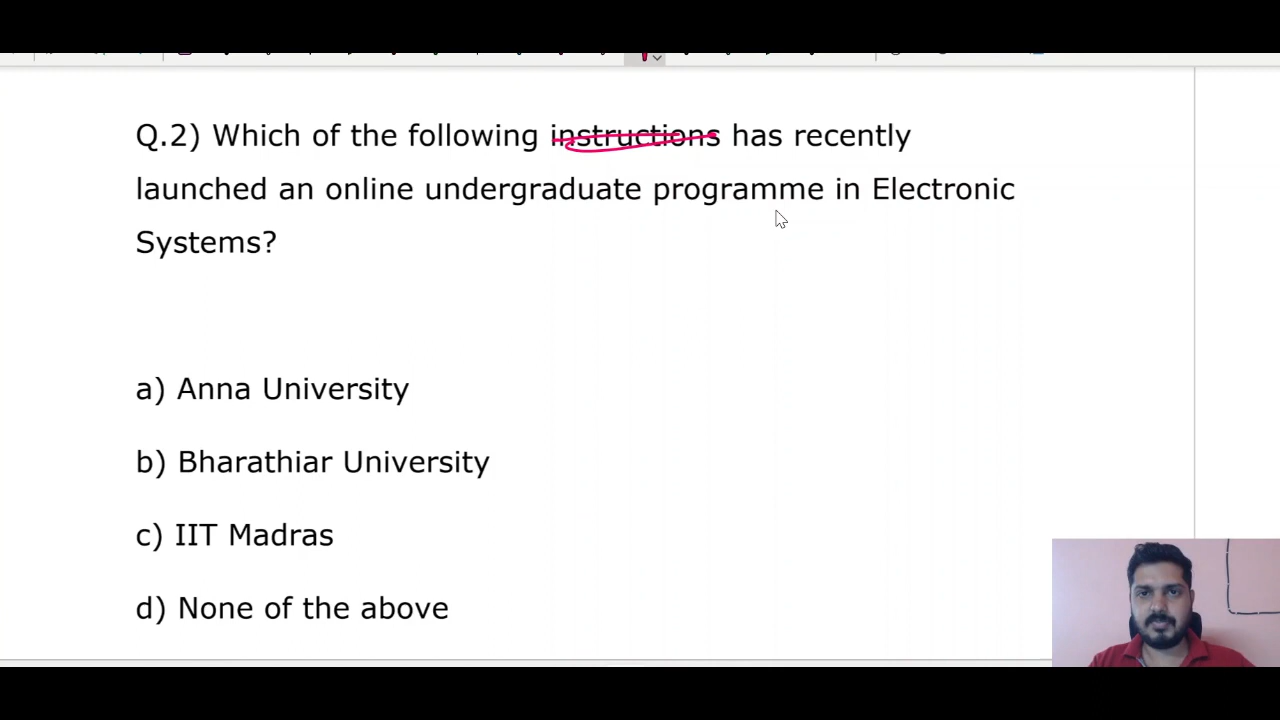 Q.2) Which of the following instructions has recently
launched an online undergraduate programme in Electronic
Systems?
a) Anna University
b) Bharathiar University
c) IIT Madras
d) None of the above